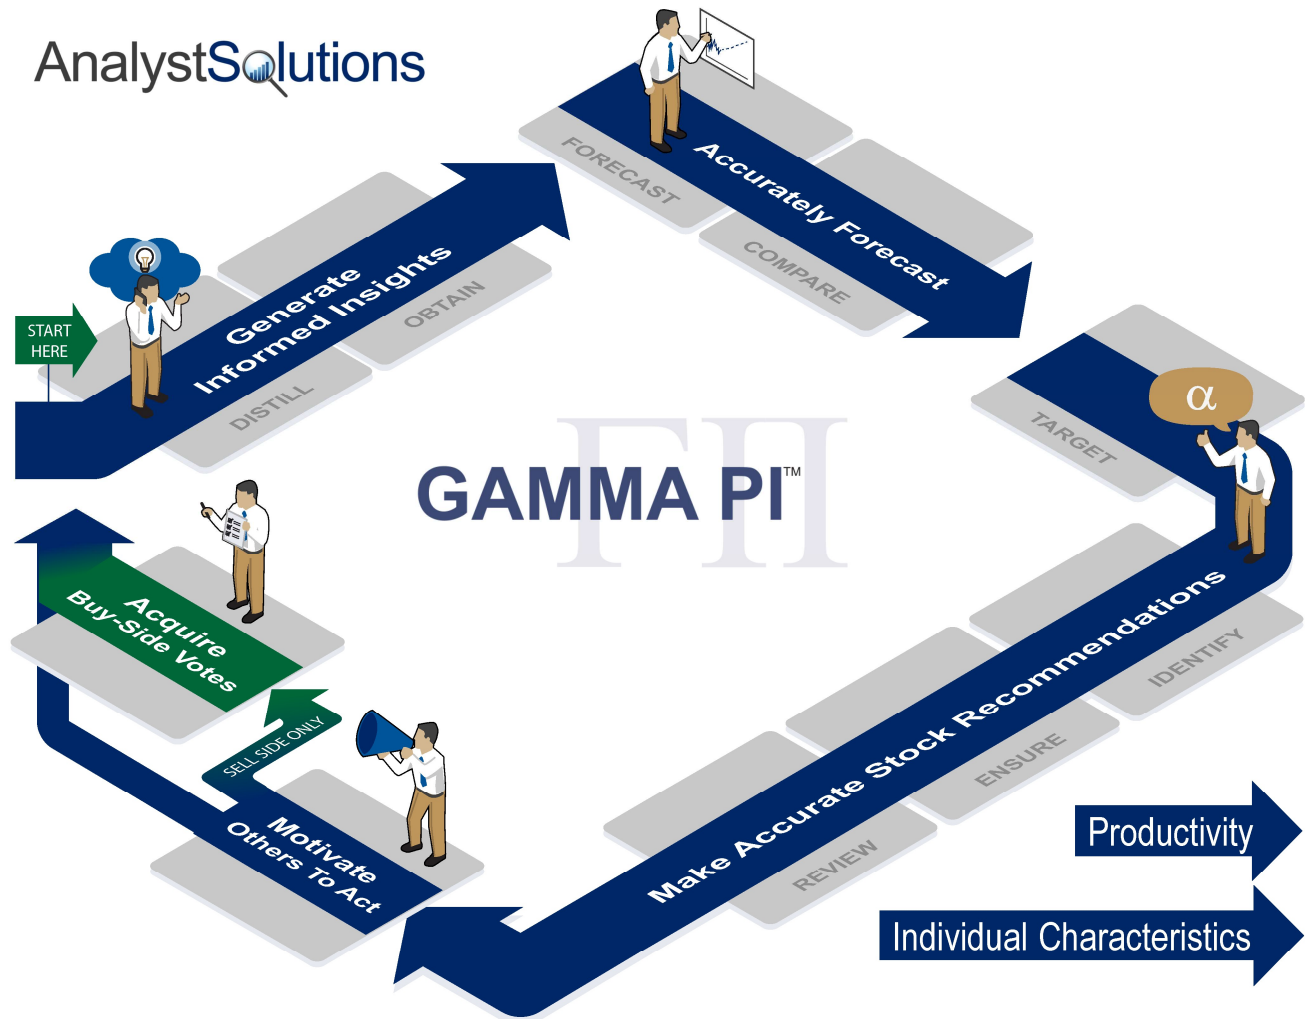 AnalystSolutions
START
HERE
Generate
Informed Insights
DISTILL
OBTAIN
Accurately Forecast
FORECAST
COMPARE
TARGET
α
ΓΠ
GAMMA PI™
Make Accurate Stock Recommendations
IDENTIFY
ENSURE
REVIEW
Motivate
Others To Act
SELL SIDE ONLY
Acquire
Buy-Side Votes
Productivity
Individual Characteristics